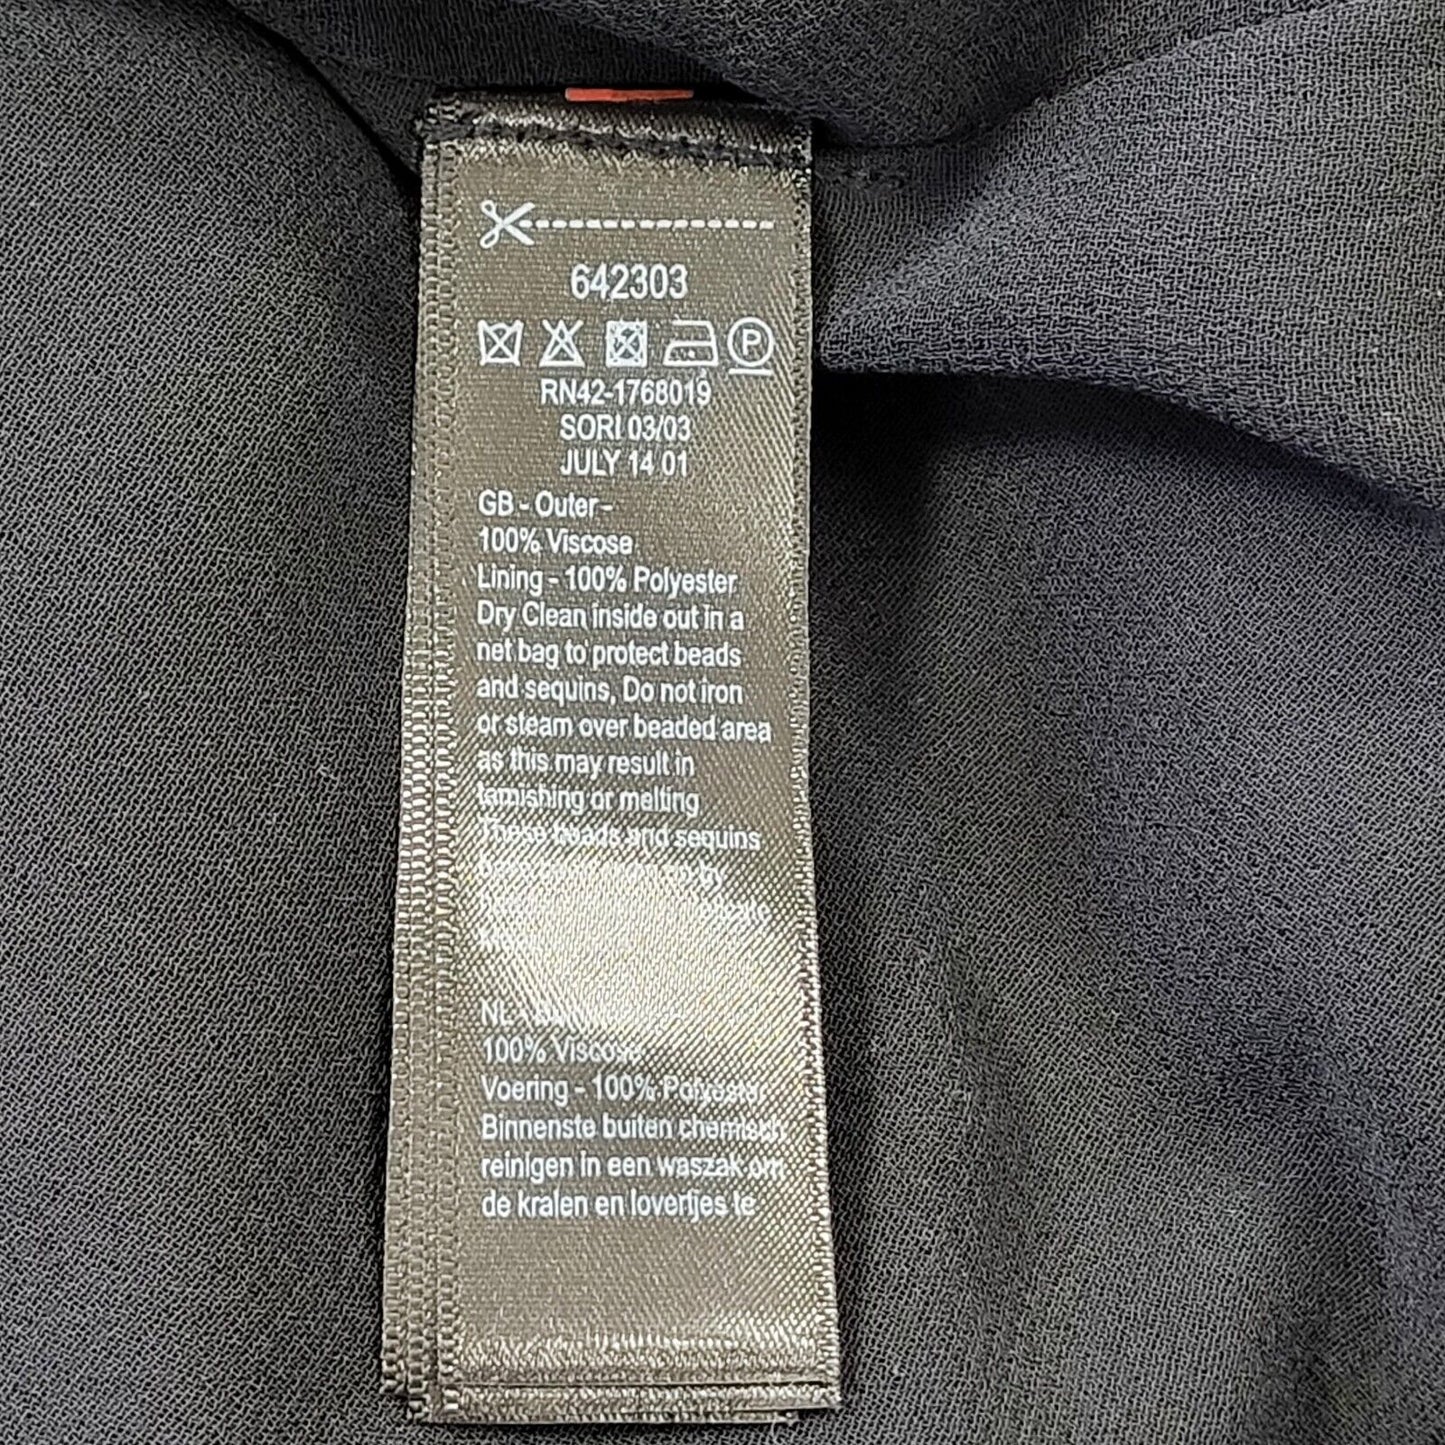 642303
P
RN42-1768019
SORI 03/03
JULY 14 01
GB - Outer -
100% Viscose
Lining - 100% Polyester
Dry Clean inside out in a
net bag to protect beads
and sequins, Do not iron
or steam over beaded area
as this may result in
tarnishing or melting
These beads and sequins
by
NL -
100% Viscose
Voering - 100% Polyester
Binnenste buiten chemisch
reinigen in een waszak om
de kralen en lovertjes te